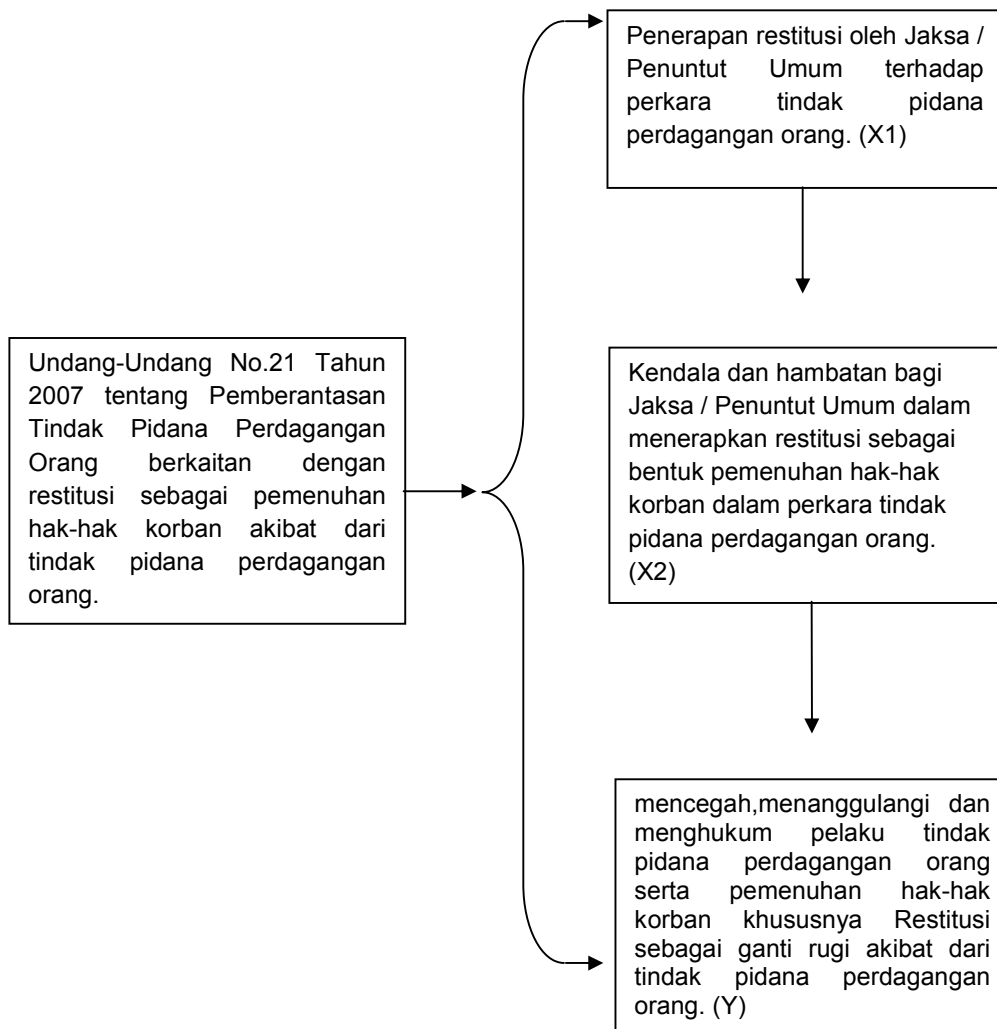 Penerapan restitusi oleh Jaksa /
Penuntut Umum terhadap
perkara tindak pidana
perdagangan orang. (X1)
Undang-Undang No.21 Tahun
2007 tentang Pemberantasan
Tindak Pidana Perdagangan
Orang berkaitan dengan
restitusi sebagai pemenuhan
hak-hak korban akibat dari
tindak pidana perdagangan
orang.
Kendala dan hambatan bagi
Jaksa / Penuntut Umum dalam
menerapkan restitusi sebagai
bentuk pemenuhan hak-hak
korban dalam perkara tindak
pidana perdagangan orang.
(X2)
mencegah,menanggulangi dan
menghukum pelaku tindak
pidana perdagangan orang
serta pemenuhan hak-hak
korban khususnya Restitusi
sebagai ganti rugi akibat dari
tindak pidana perdagangan
orang. (Y)